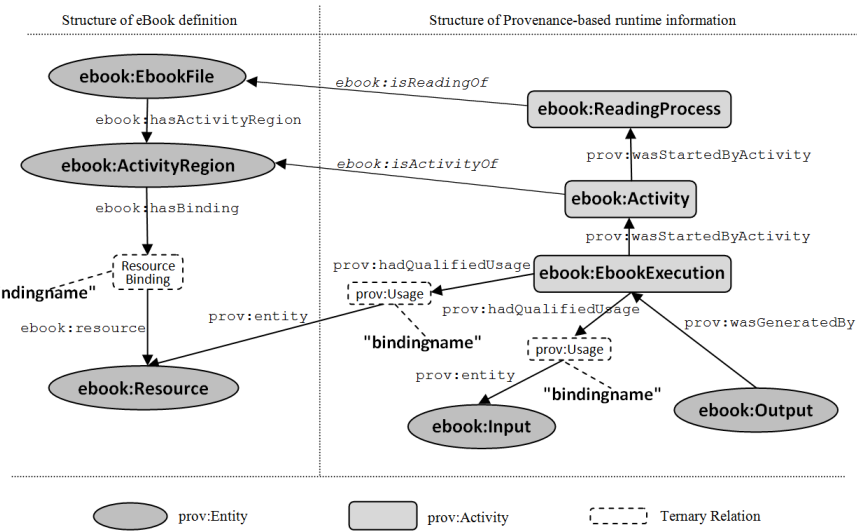 Structure of eBook definition
Structure of Provenance-based runtime information
ebook:EbookFile
ebook:isReadingOf
ebook:ReadingProcess
ebook:hasActivityRegion
prov:wasStartedByActivity
ebook:ActivityRegion
ebook:isActivityOf
ebook:Activity
ebook:hasBinding
prov:wasStartedByActivity
Resource
Binding
ndingname"
prov:hadQualifiedUsage
ebook:EbookExecution
prov:Usage
prov:hadQualifiedUsage
ebook:resource
prov:entity
"bindingname"
prov:wasGeneratedBy
prov:Usage
ebook:Resource
prov:entity
"bindingname"
ebook:Input
ebook:Output
prov:Entity
prov:Activity
Ternary Relation